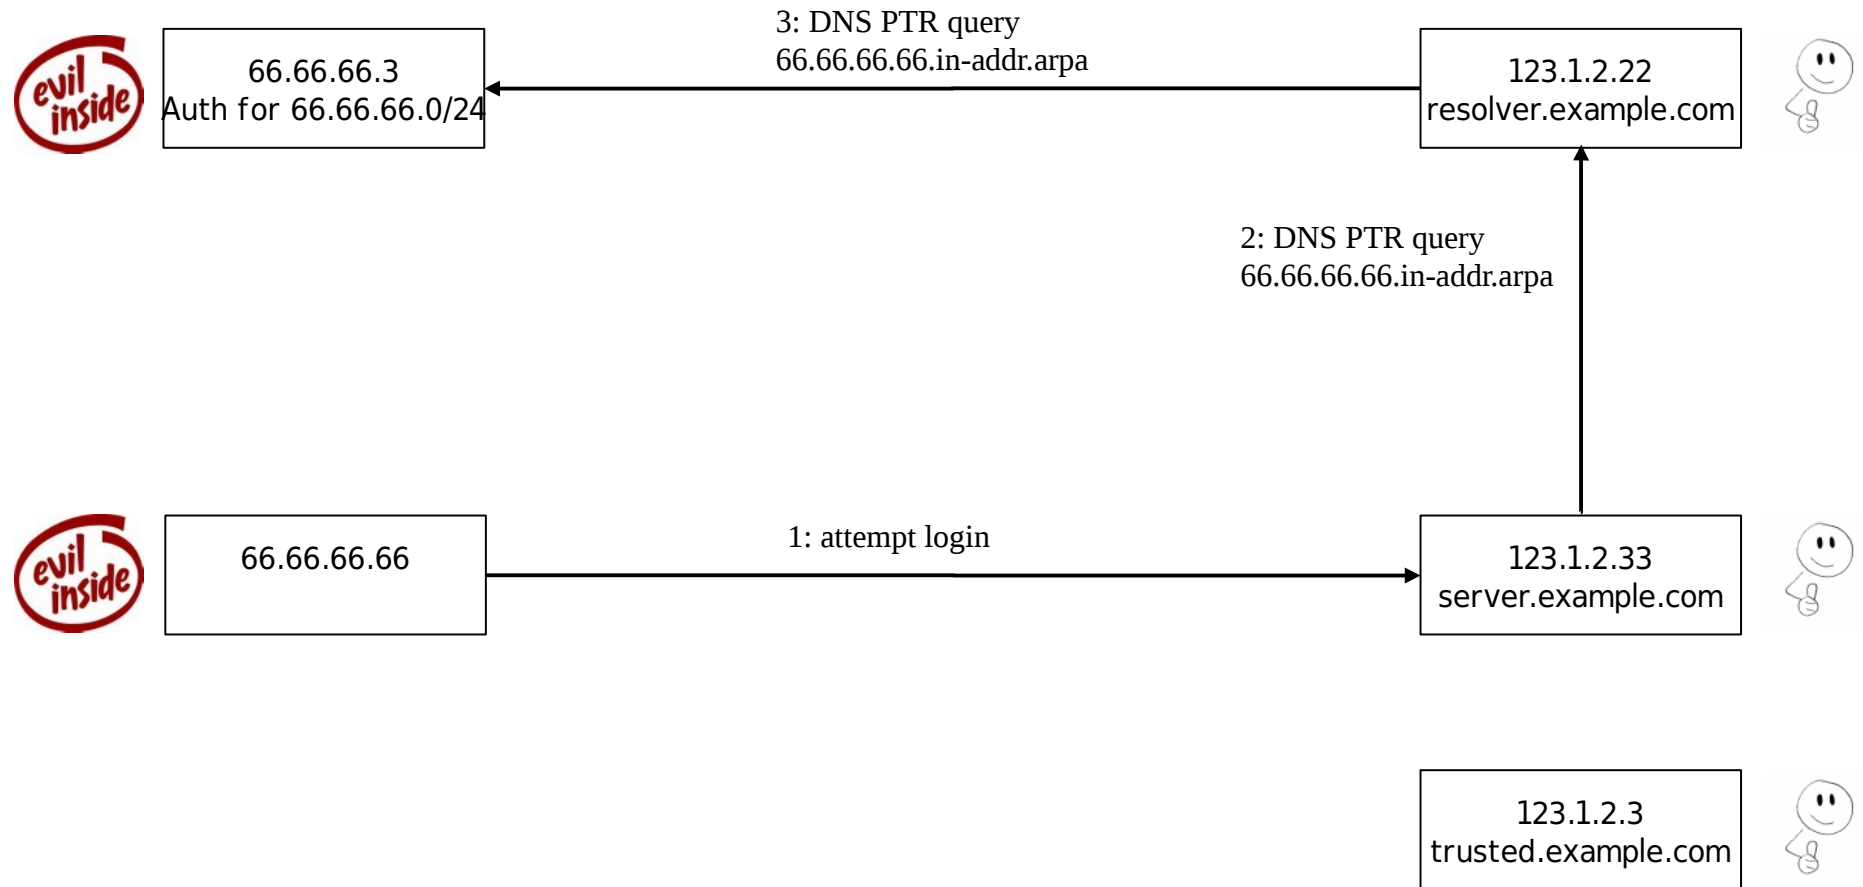 3: DNS PTR query
66.66.66.66.in-addr.arpa
evil
inside
66.66.66.3
Auth for 66.66.66.0/24
123.1.2.22
resolver.example.com
2: DNS PTR query
66.66.66.66.in-addr.arpa
evil
inside
66.66.66.66
1: attempt login
123.1.2.33
server.example.com
123.1.2.3
trusted.example.com